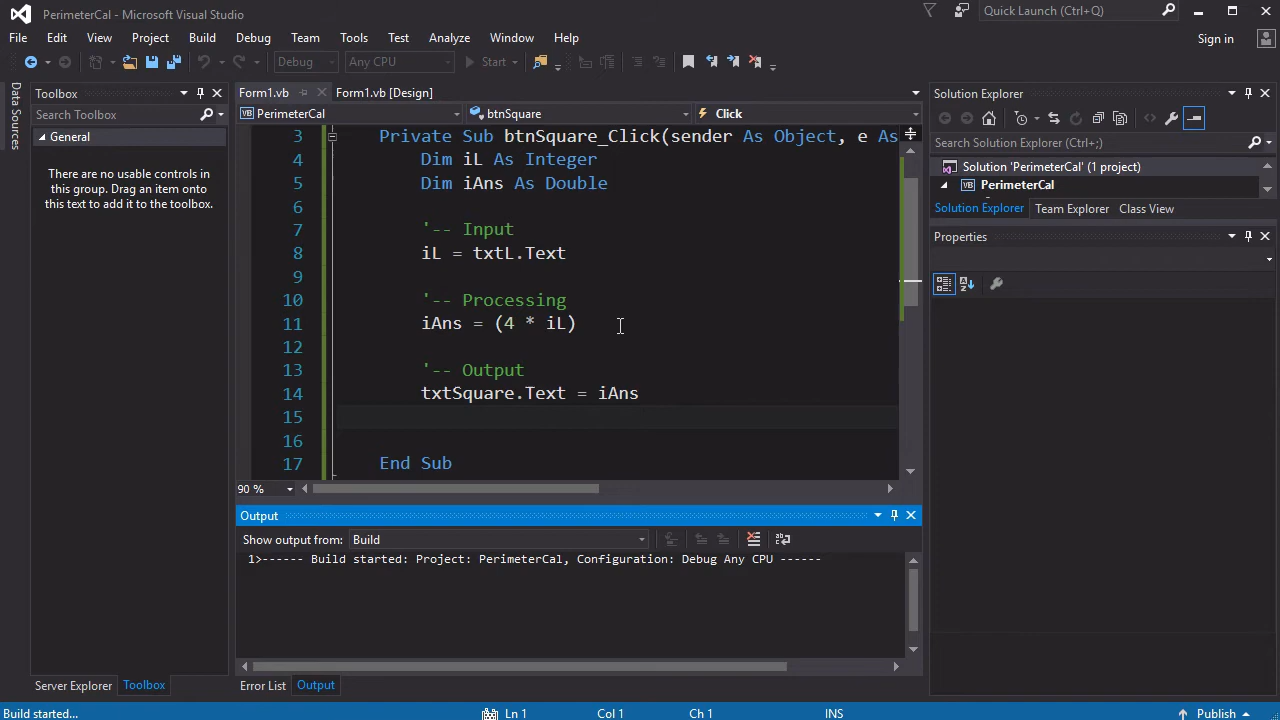 PerimeterCal - Microsoft Visual Studio
Quick Launch (Ctrl+Q)
File Edit View Project Build Debug Team Tools Test Analyze Window Help
Sign in
Debug Any CPU Start
Data Sources
Toolbox
Search Toolbox
General
There are no usable controls in
this group. Drag an item onto
this text to add it to the toolbox.
Server Explorer Toolbox
Form1.vb Form1.vb [Design]
PerimeterCal btnSquare Click
3 Private Sub btnSquare_Click(sender As Object, e As
4 Dim iL As Integer
5 Dim iAns As Double
6
7 '-- Input
8 iL = txtL.Text
9
10 '-- Processing
11 iAns = (4 * iL)
12
13 '-- Output
14 txtSquare.Text = iAns
15
16
17 End Sub
90 %
Output
Show output from: Build
1>------ Build started: Project: PerimeterCal, Configuration: Debug Any CPU ------
Error List Output
Solution Explorer
Search Solution Explorer (Ctrl+;)
Solution 'PerimeterCal' (1 project)
VB PerimeterCal
Solution Explorer Team Explorer Class View
Properties
Build started... Ln 1 Col 1 Ch 1 INS Publish